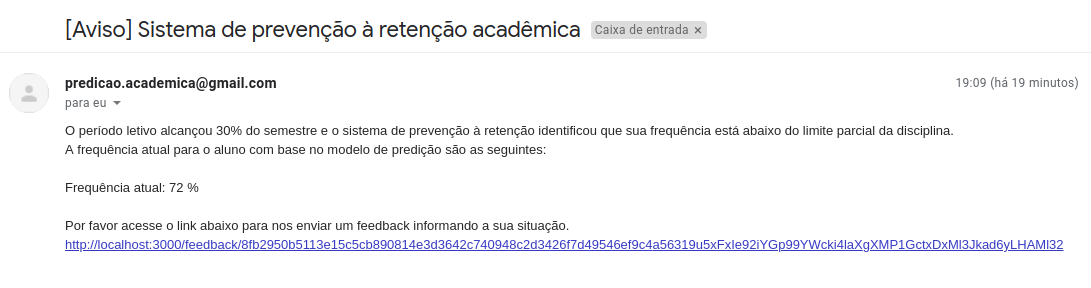 [Aviso] Sistema de prevenção à retenção acadêmica Caixa de entrada ×
predicao.academica@gmail.com 19:09 (há 19 minutos)
para eu
O período letivo alcançou 30% do semestre e o sistema de prevenção à retenção identificou que sua frequência está abaixo do limite parcial da disciplina.
A frequência atual para o aluno com base no modelo de predição são as seguintes:
Frequência atual: 72 %
Por favor acesse o link abaixo para nos enviar um feedback informando a sua situação.
http://localhost:3000/feedback/8fb2950b5113e15c5cb890814e3d3642c740948c2d3426f7d49546ef9c4a56319u5xFxIe92iYGp99YWcki4laXgXMP1GctxDxMl3Jkad6yLHAMl32